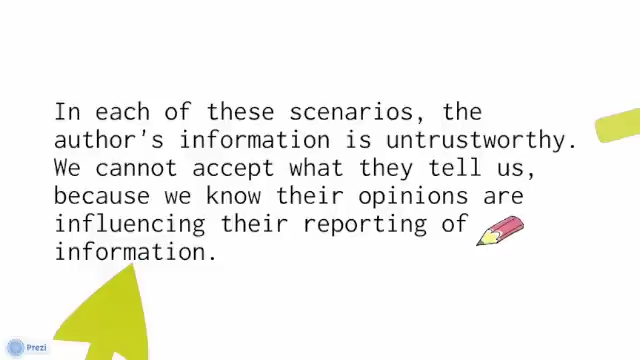 In each of these scenarios, the
author's information is untrustworthy.
We cannot accept what they tell us,
because we know their opinions are
influencing their reporting of
information.
Prezi